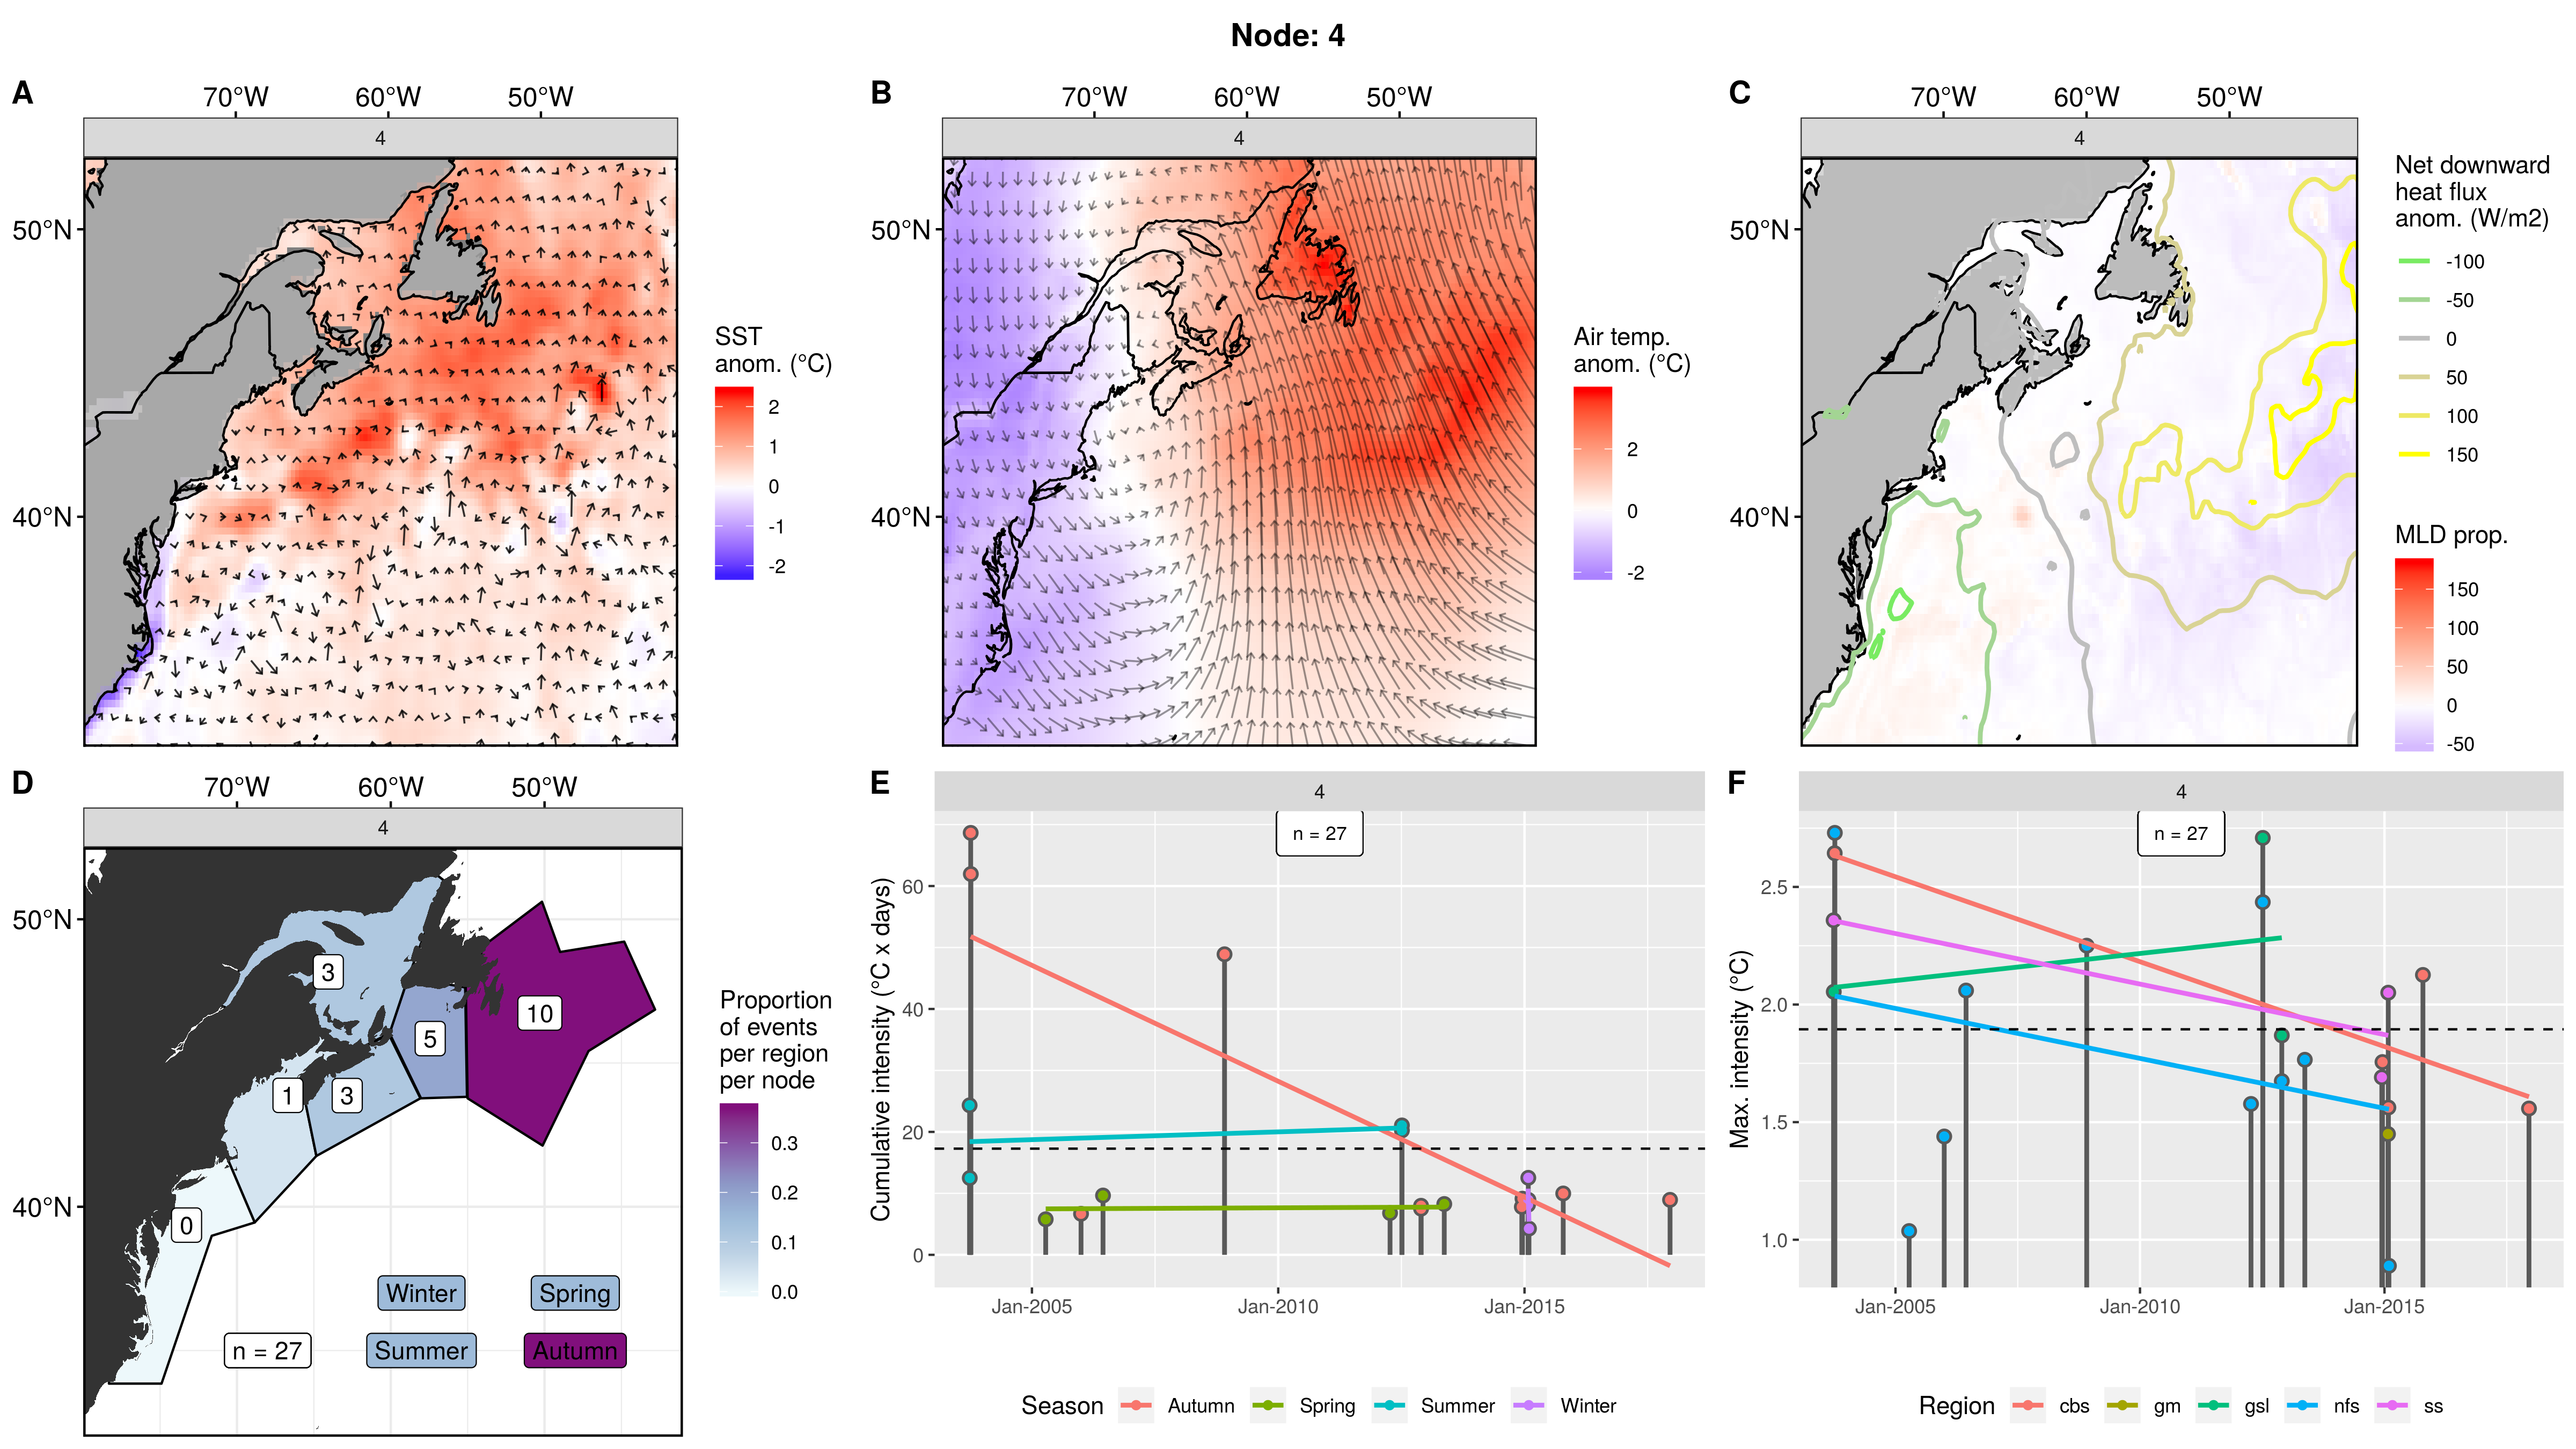 Node: 4
A
70°W 60°W 50°W
4
50°N
40°N
SST
anom. (°C)
2
1
0
-1
-2
B
70°W 60°W 50°W
4
50°N
40°N
Air temp.
anom. (°C)
2
0
-2
C
70°W 60°W 50°W
4
50°N
40°N
Net downward
heat flux
anom. (W/m2)
-100
-50
0
50
100
150
MLD prop.
150
100
50
0
-50
D
70°W 60°W 50°W
4
50°N
40°N
3
10
5
1
3
0
Winter
Spring
n = 27
Summer
Autumn
Proportion
of events
per region
per node
0.3
0.2
0.1
0.0
E
4
n = 27
Cumulative intensity (°C x days)
60
40
20
0
Jan-2005 Jan-2010 Jan-2015
Season Autumn Spring Summer Winter
F
4
n = 27
Max. intensity (°C)
2.5
2.0
1.5
1.0
Jan-2005 Jan-2010 Jan-2015
Region cbs gm gsl nfs ss